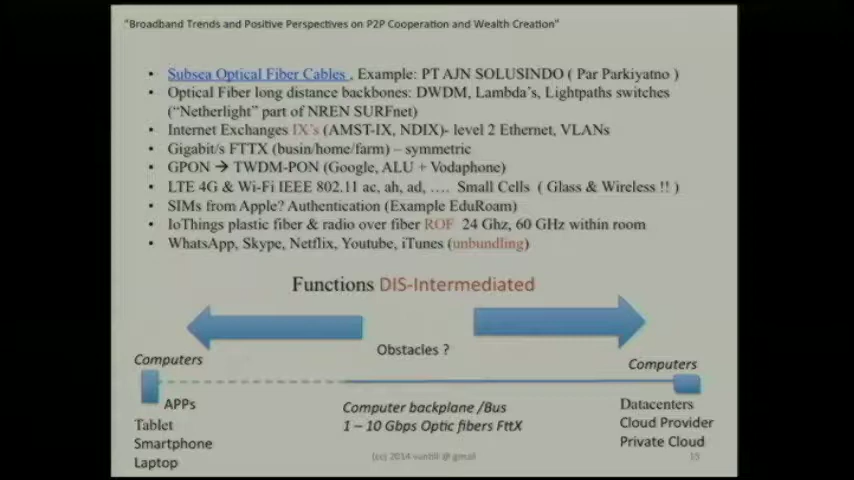 "Broadband Trends and Positive Perspectives on P2P Cooperation and Wealth Creation"
• Subsea Optical Fiber Cables , Example: PT AJN SOLUSINDO ( Par Parkiyatno )
• Optical Fiber long distance backbones: DWDM, Lambda's, Lightpaths switches
("Netherlight" part of NREN SURFnet)
• Internet Exchanges IX's (AMST-IX, NDIX)- level 2 Ethernet, VLANs
• Gigabit/s FTTX (busin/home/farm) – symmetric
• GPON → TWDM-PON (Google, ALU + Vodaphone)
• LTE 4G & Wi-Fi IEEE 802.11 ac, ah, ad, .... Small Cells ( Glass & Wireless !! )
• SIMs from Apple? Authentication (Example EduRoam)
• IoThings plastic fiber & radio over fiber ROF 24 Ghz, 60 GHz within room
• WhatsApp, Skype, Netflix, Youtube, iTunes (unbundling)
Functions DIS-Intermediated
Obstacles ?
Computers
Computers
APPs
Tablet
Smartphone
Laptop
Computer backplane /Bus
1 – 10 Gbps Optic fibers FttX
Datacenters
Cloud Provider
Private Cloud
(cc) 2014 @ gmail
15